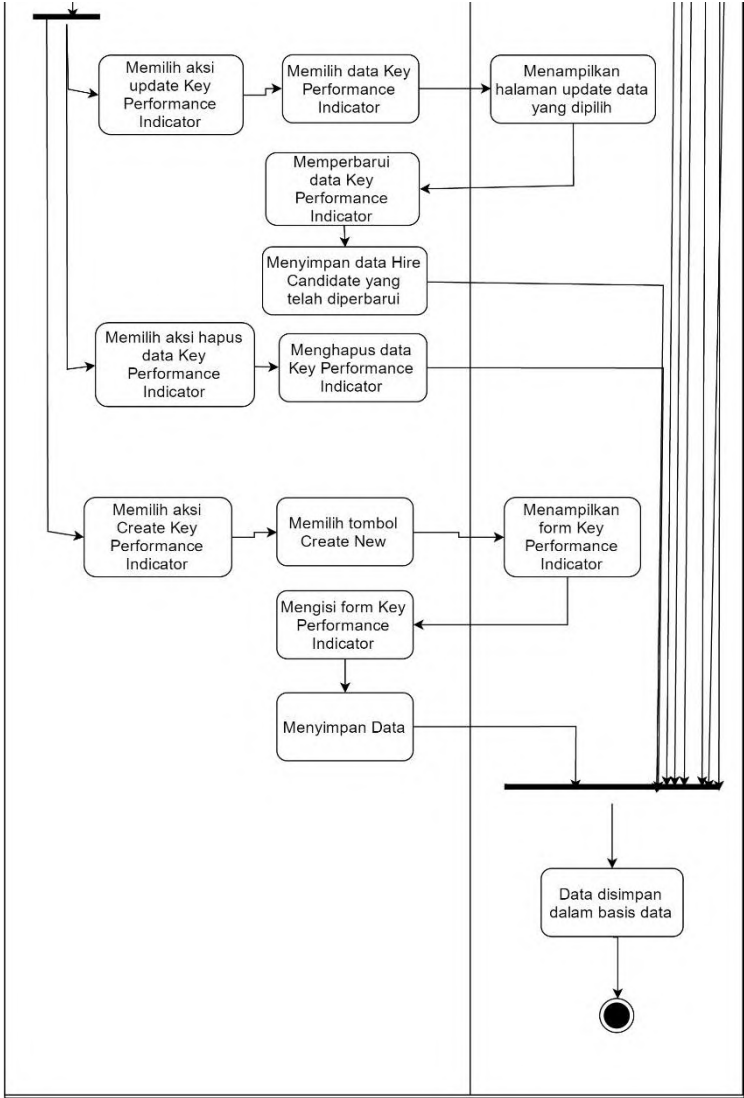 Memilih aksi
update Key
Performance
Indicator
Memilih data Key
Performance
Indicator
Menampilkan
halaman update data
yang dipilih
Memperbarui
data Key
Performance
Indicator
Menyimpan data Hire
Candidate yang
telah diperbarui
Memilih aksi hapus
data Key
Performance
Indicator
Menghapus data
Key Performance
Indicator
Memilih aksi
Create Key
Performance
Indicator
Memilih tombol
Create New
Menampilkan
form Key
Performance
Indicator
Mengisi form Key
Performance
Indicator
Menyimpan Data
Data disimpan
dalam basis data